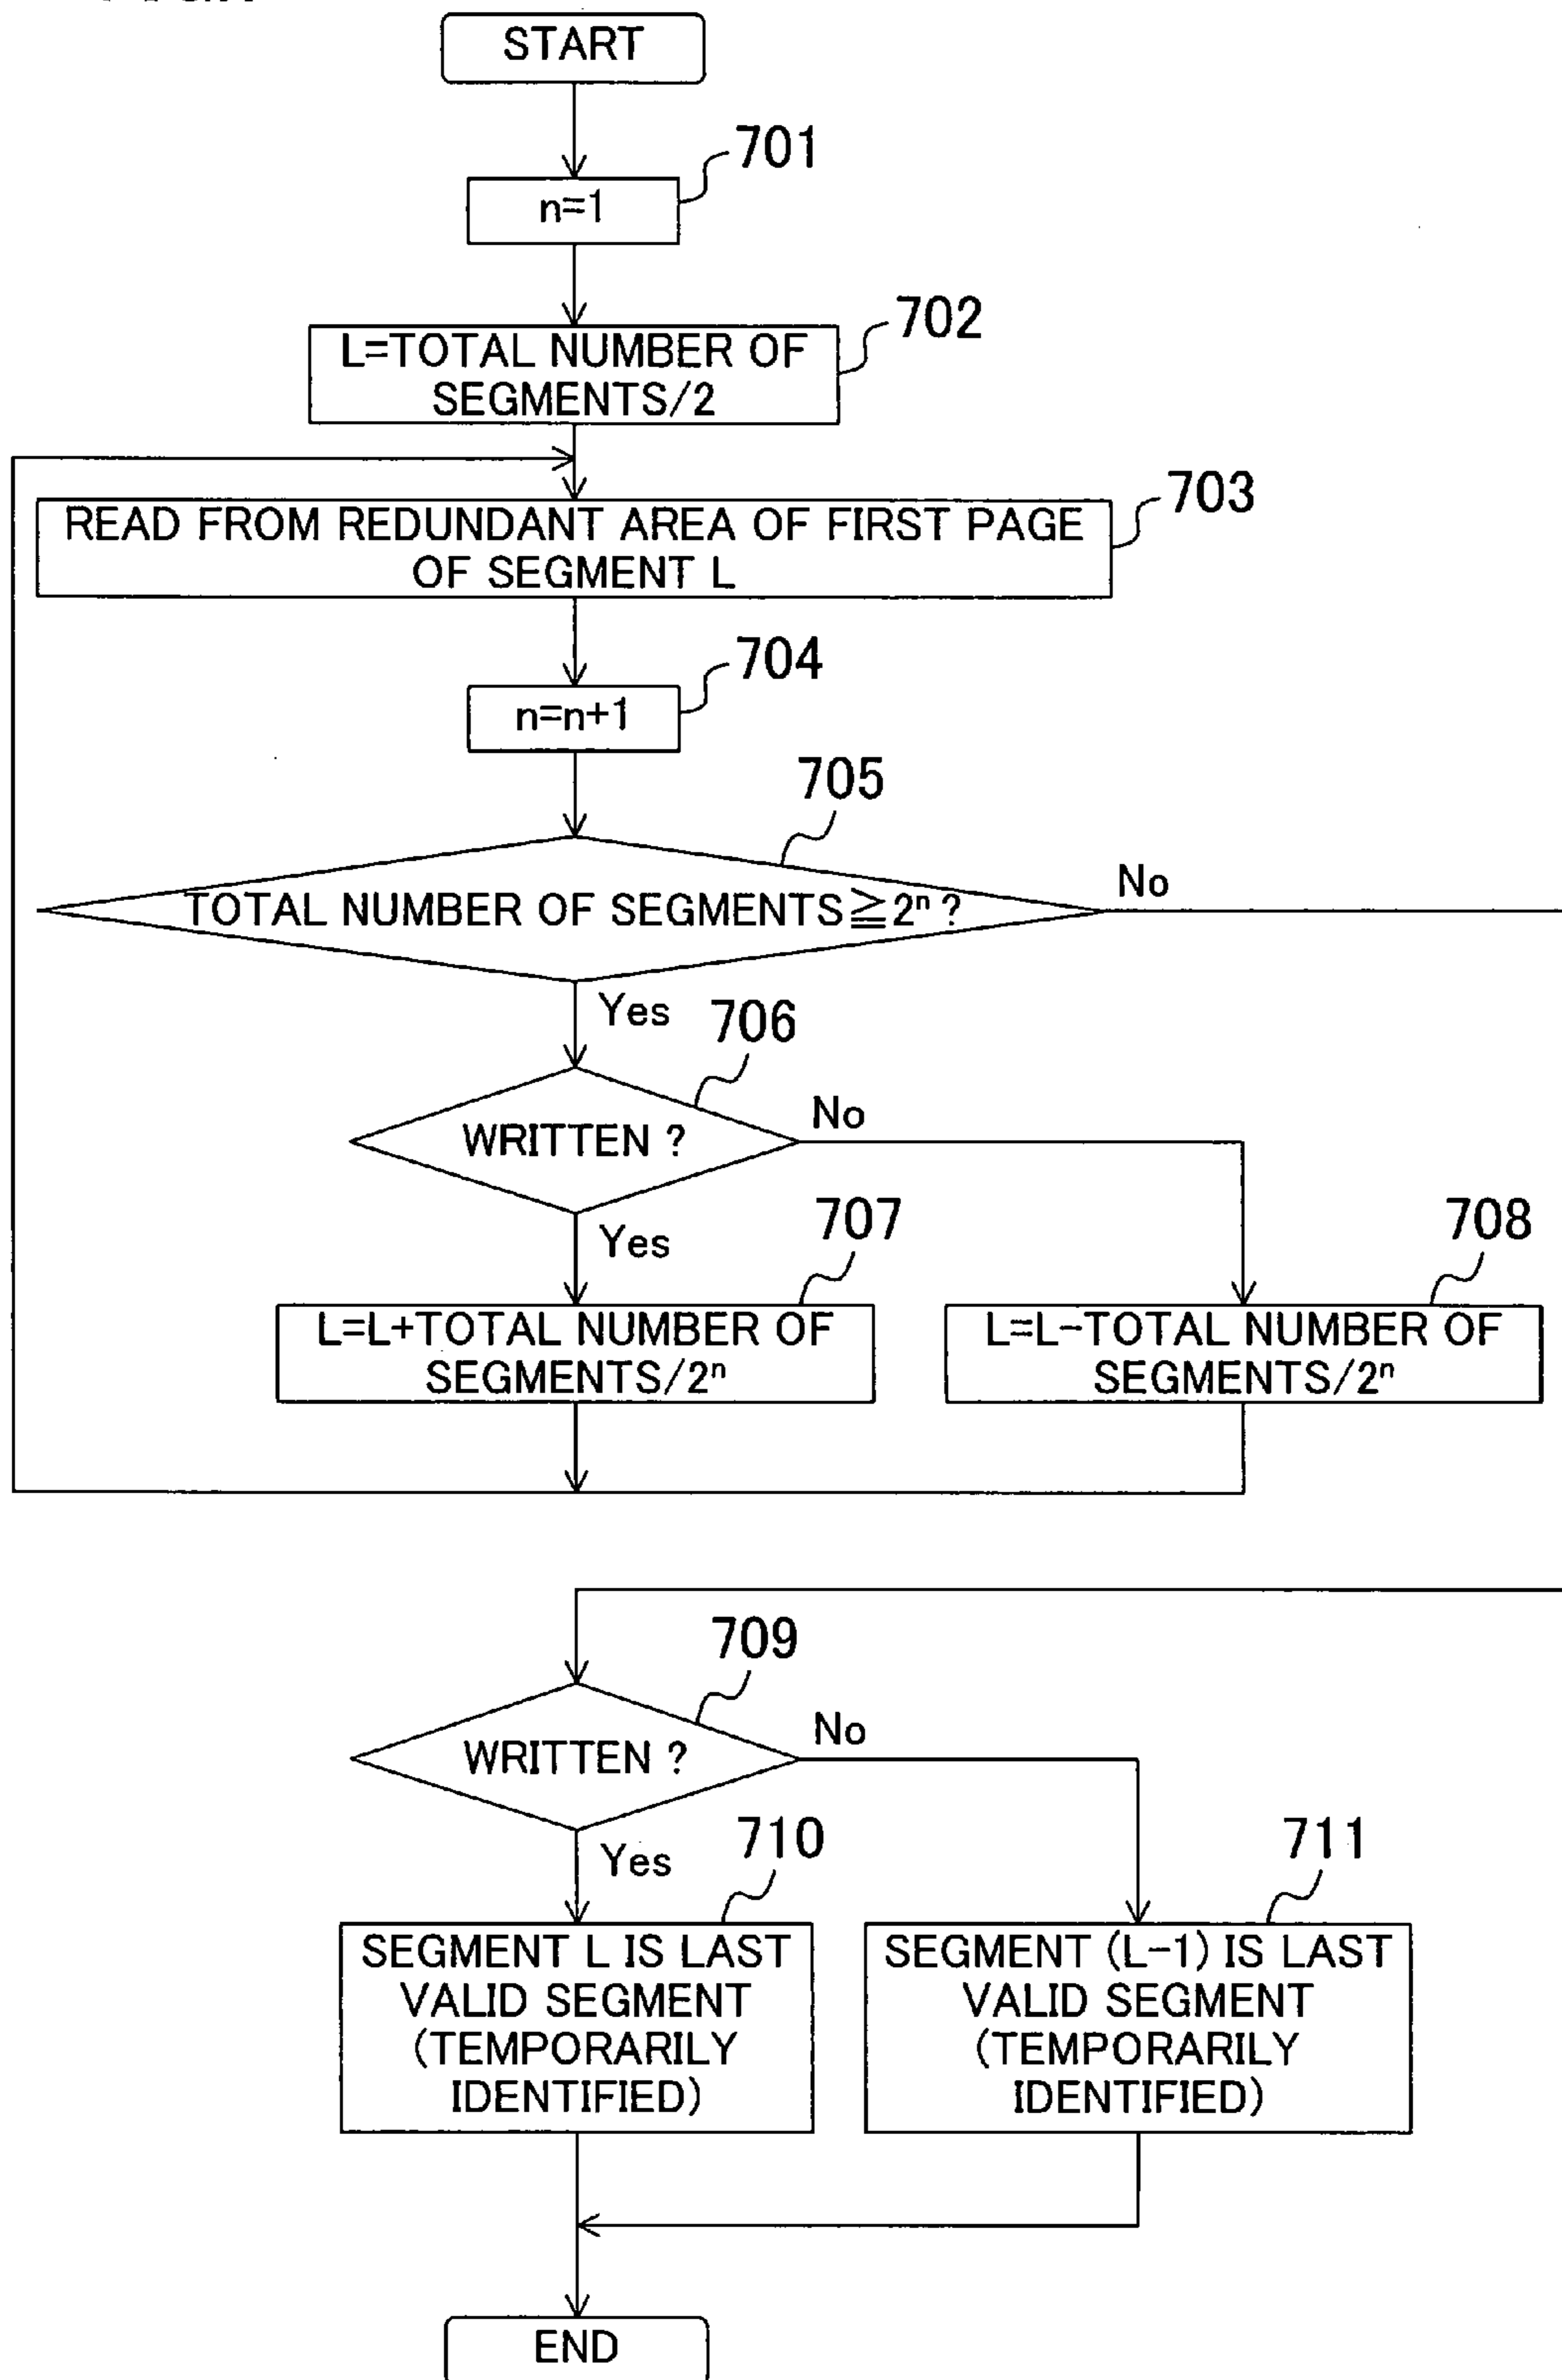 START
701
n=1
702
L=TOTAL NUMBER OF
SEGMENTS/2
703
READ FROM REDUNDANT AREA OF FIRST PAGE
OF SEGMENT L
704
n=n+1
705
TOTAL NUMBER OF SEGMENTS≧2ⁿ ?
No
Yes
706
WRITTEN ?
No
Yes
707
L=L+TOTAL NUMBER OF
SEGMENTS/2ⁿ
708
L=L-TOTAL NUMBER OF
SEGMENTS/2ⁿ
709
WRITTEN ?
No
Yes
710
SEGMENT L IS LAST
VALID SEGMENT
(TEMPORARILY
IDENTIFIED)
711
SEGMENT (L-1) IS LAST
VALID SEGMENT
(TEMPORARILY
IDENTIFIED)
END